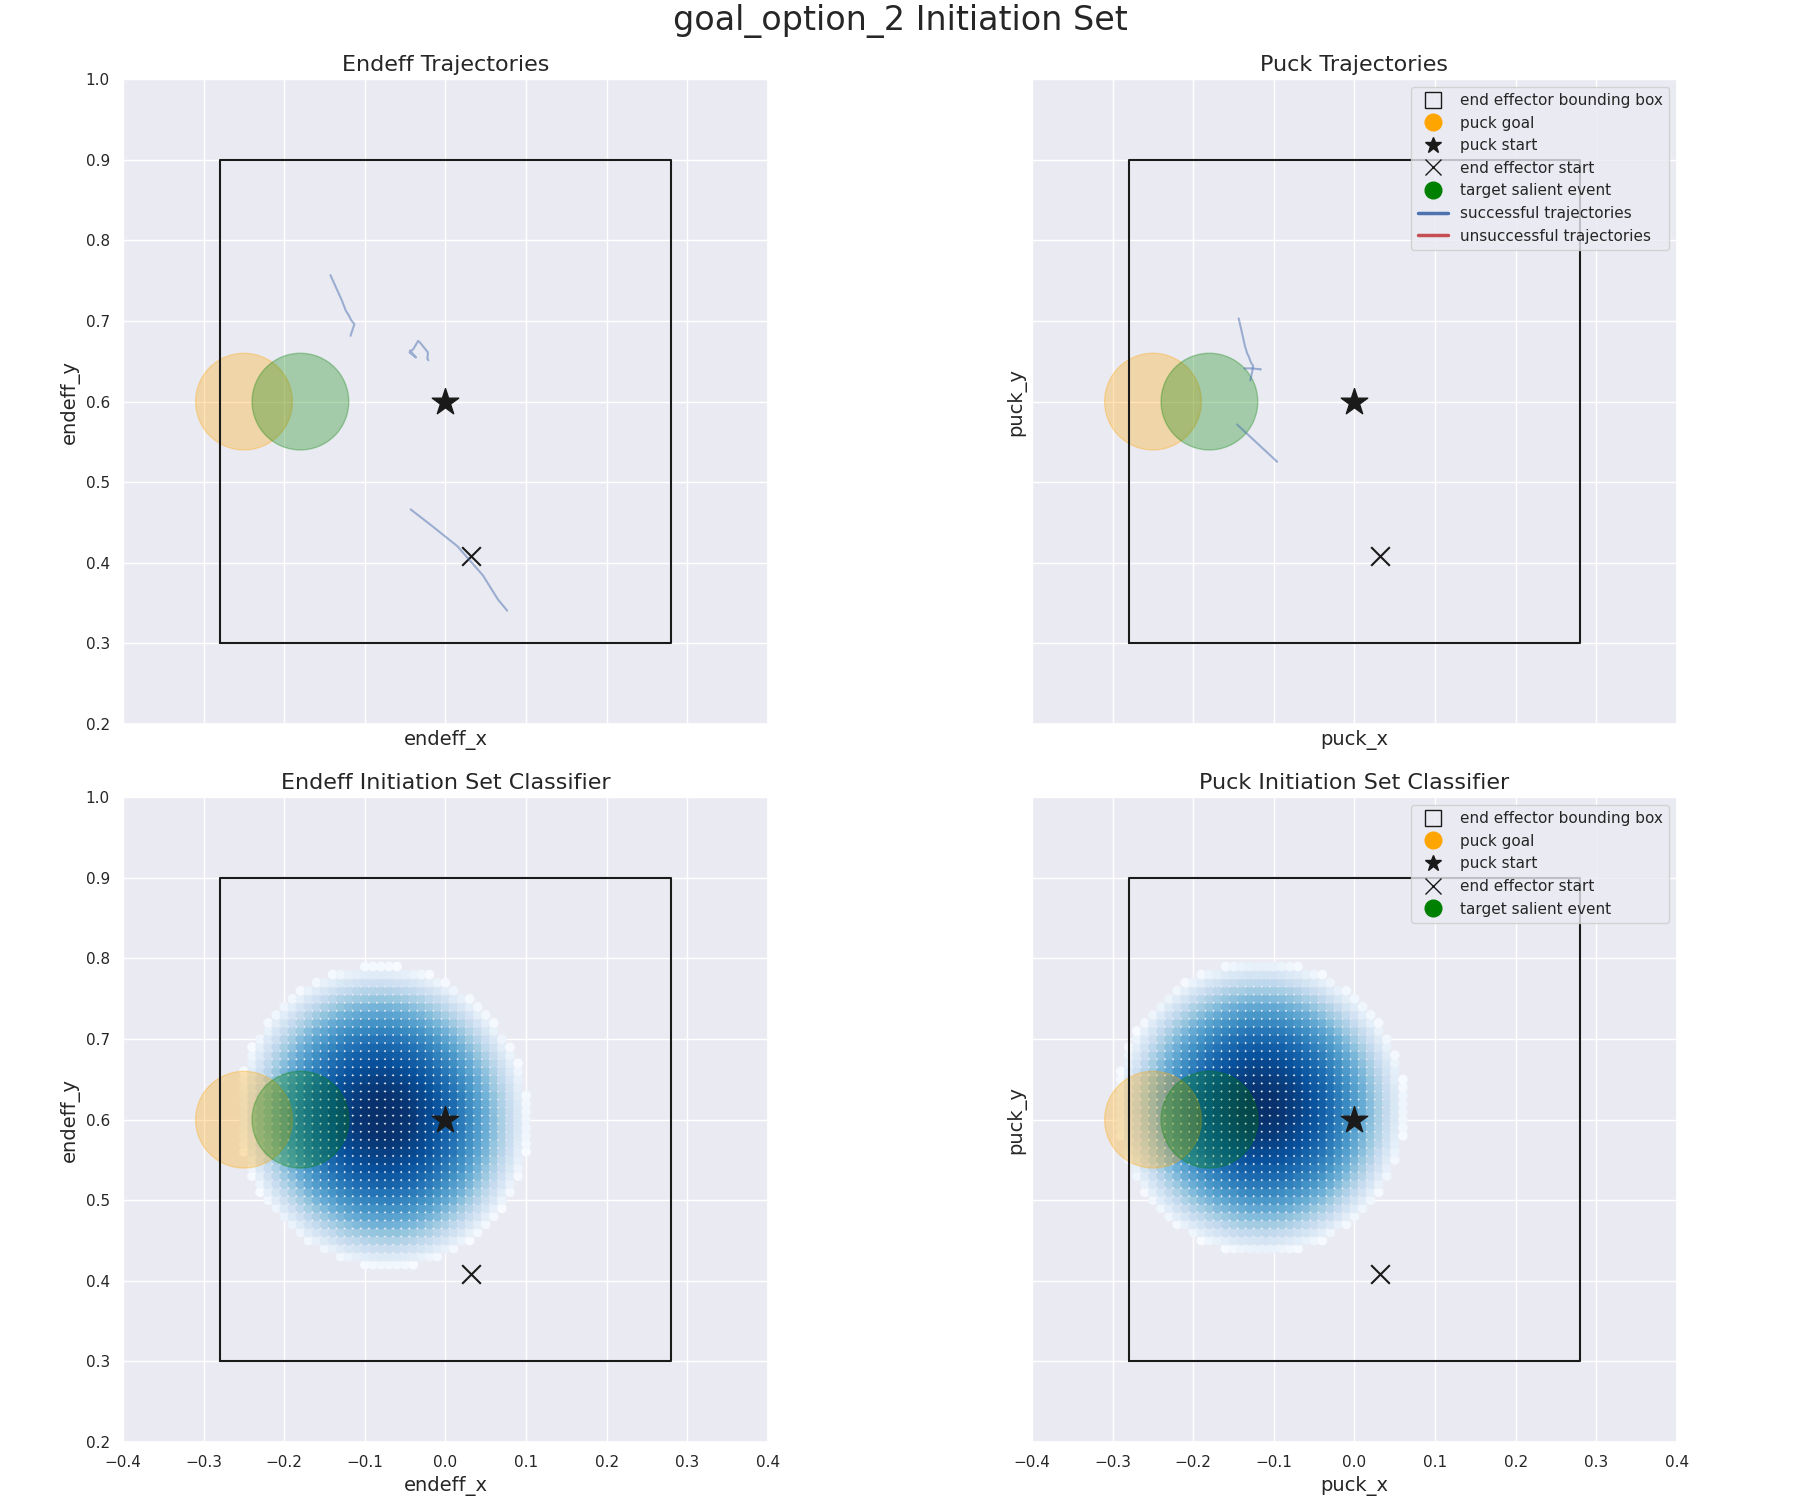 goal_option_2 Initiation Set
Endeff Trajectories
1.0
0.9
0.8
0.7
0.6
0.5
0.4
0.3
0.2
endeff_y
endeff_x
Puck Trajectories
end effector bounding box
puck goal
puck start
end effector start
target salient event
successful trajectories
unsuccessful trajectories
puck_y
puck_x
Endeff Initiation Set Classifier
1.0
0.9
0.8
0.7
0.6
0.5
0.4
0.3
0.2
endeff_y
−0.4 −0.3 −0.2 −0.1 0.0 0.1 0.2 0.3 0.4
endeff_x
Puck Initiation Set Classifier
end effector bounding box
puck goal
puck start
end effector start
target salient event
puck_y
−0.4 −0.3 −0.2 −0.1 0.0 0.1 0.2 0.3 0.4
puck_x